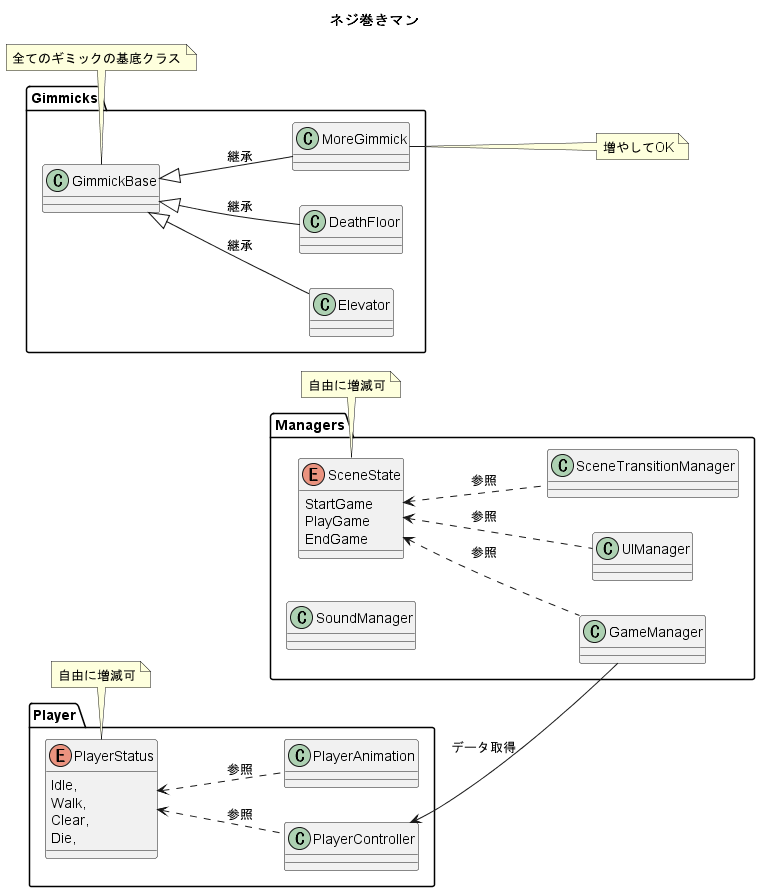 ネジ巻きマン
全てのギミックの基底クラス
Gimmicks
C MoreGimmick
増やしてOK
継承
C GimmickBase
継承
C DeathFloor
継承
C Elevator
自由に増減可
Managers
C SceneTransitionManager
E SceneState
参照
StartGame
PlayGame
参照
EndGame
C UIManager
参照
C SoundManager
C GameManager
自由に増減可
Player
データ取得
E PlayerStatus
C PlayerAnimation
参照
Idle,
Walk,
Clear,
参照
Die,
C PlayerController